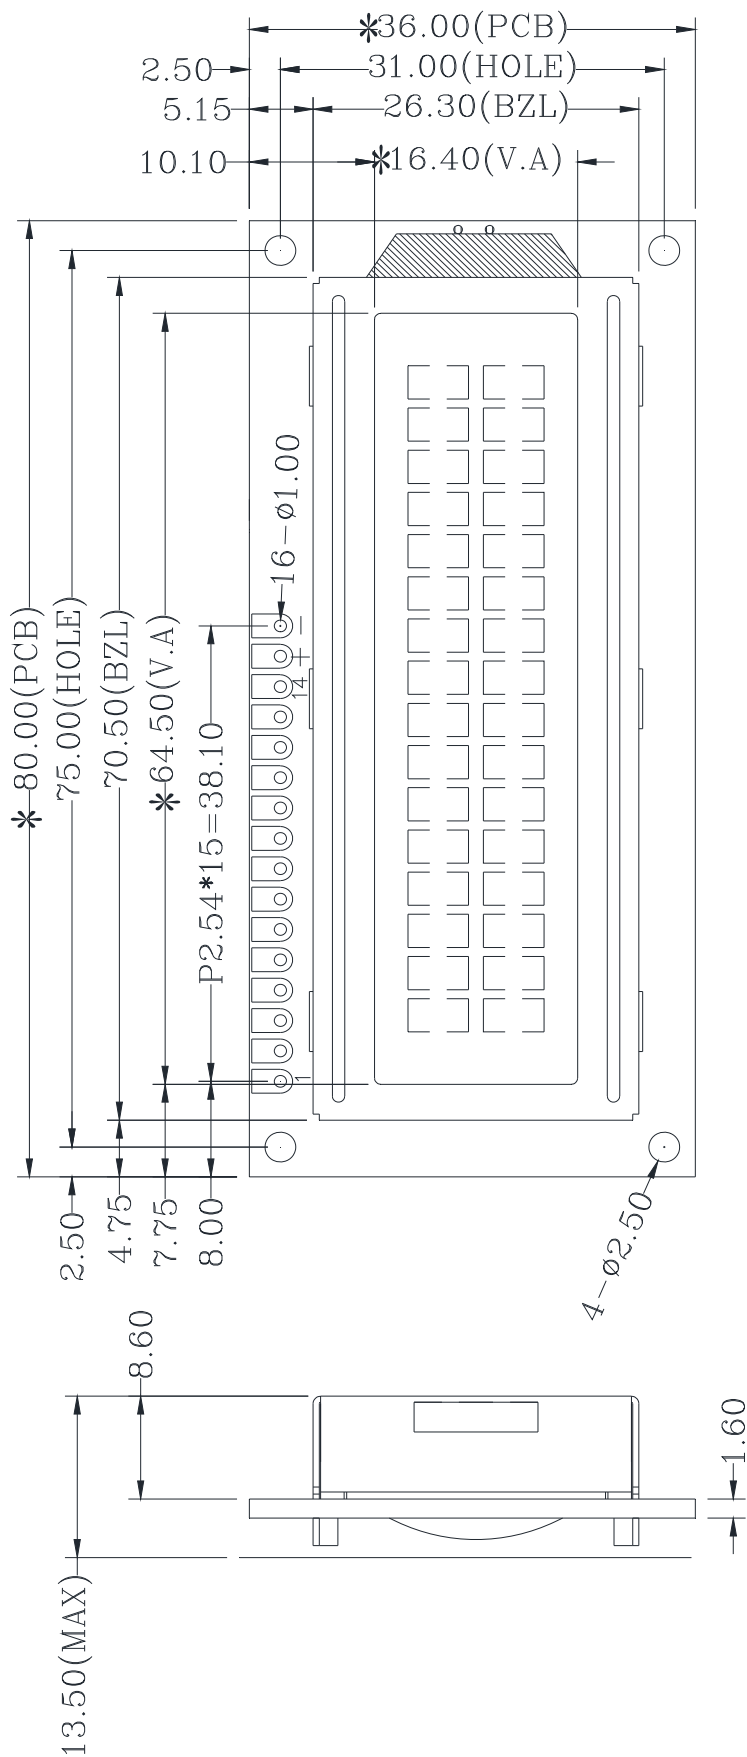 *36.00(PCB)
2.50
31.00(HOLE)
5.15
26.30(BZL)
10.10
*16.40(V.A)
* 80.00(PCB)
75.00(HOLE)
70.50(BZL)
*64.50(V.A)
P2.54*15=38.10
16-ø1.00
-
+
14
1
2.50
4.75
7.75
8.00
4-ø2.50
8.60
13.50(MAX)
1.60